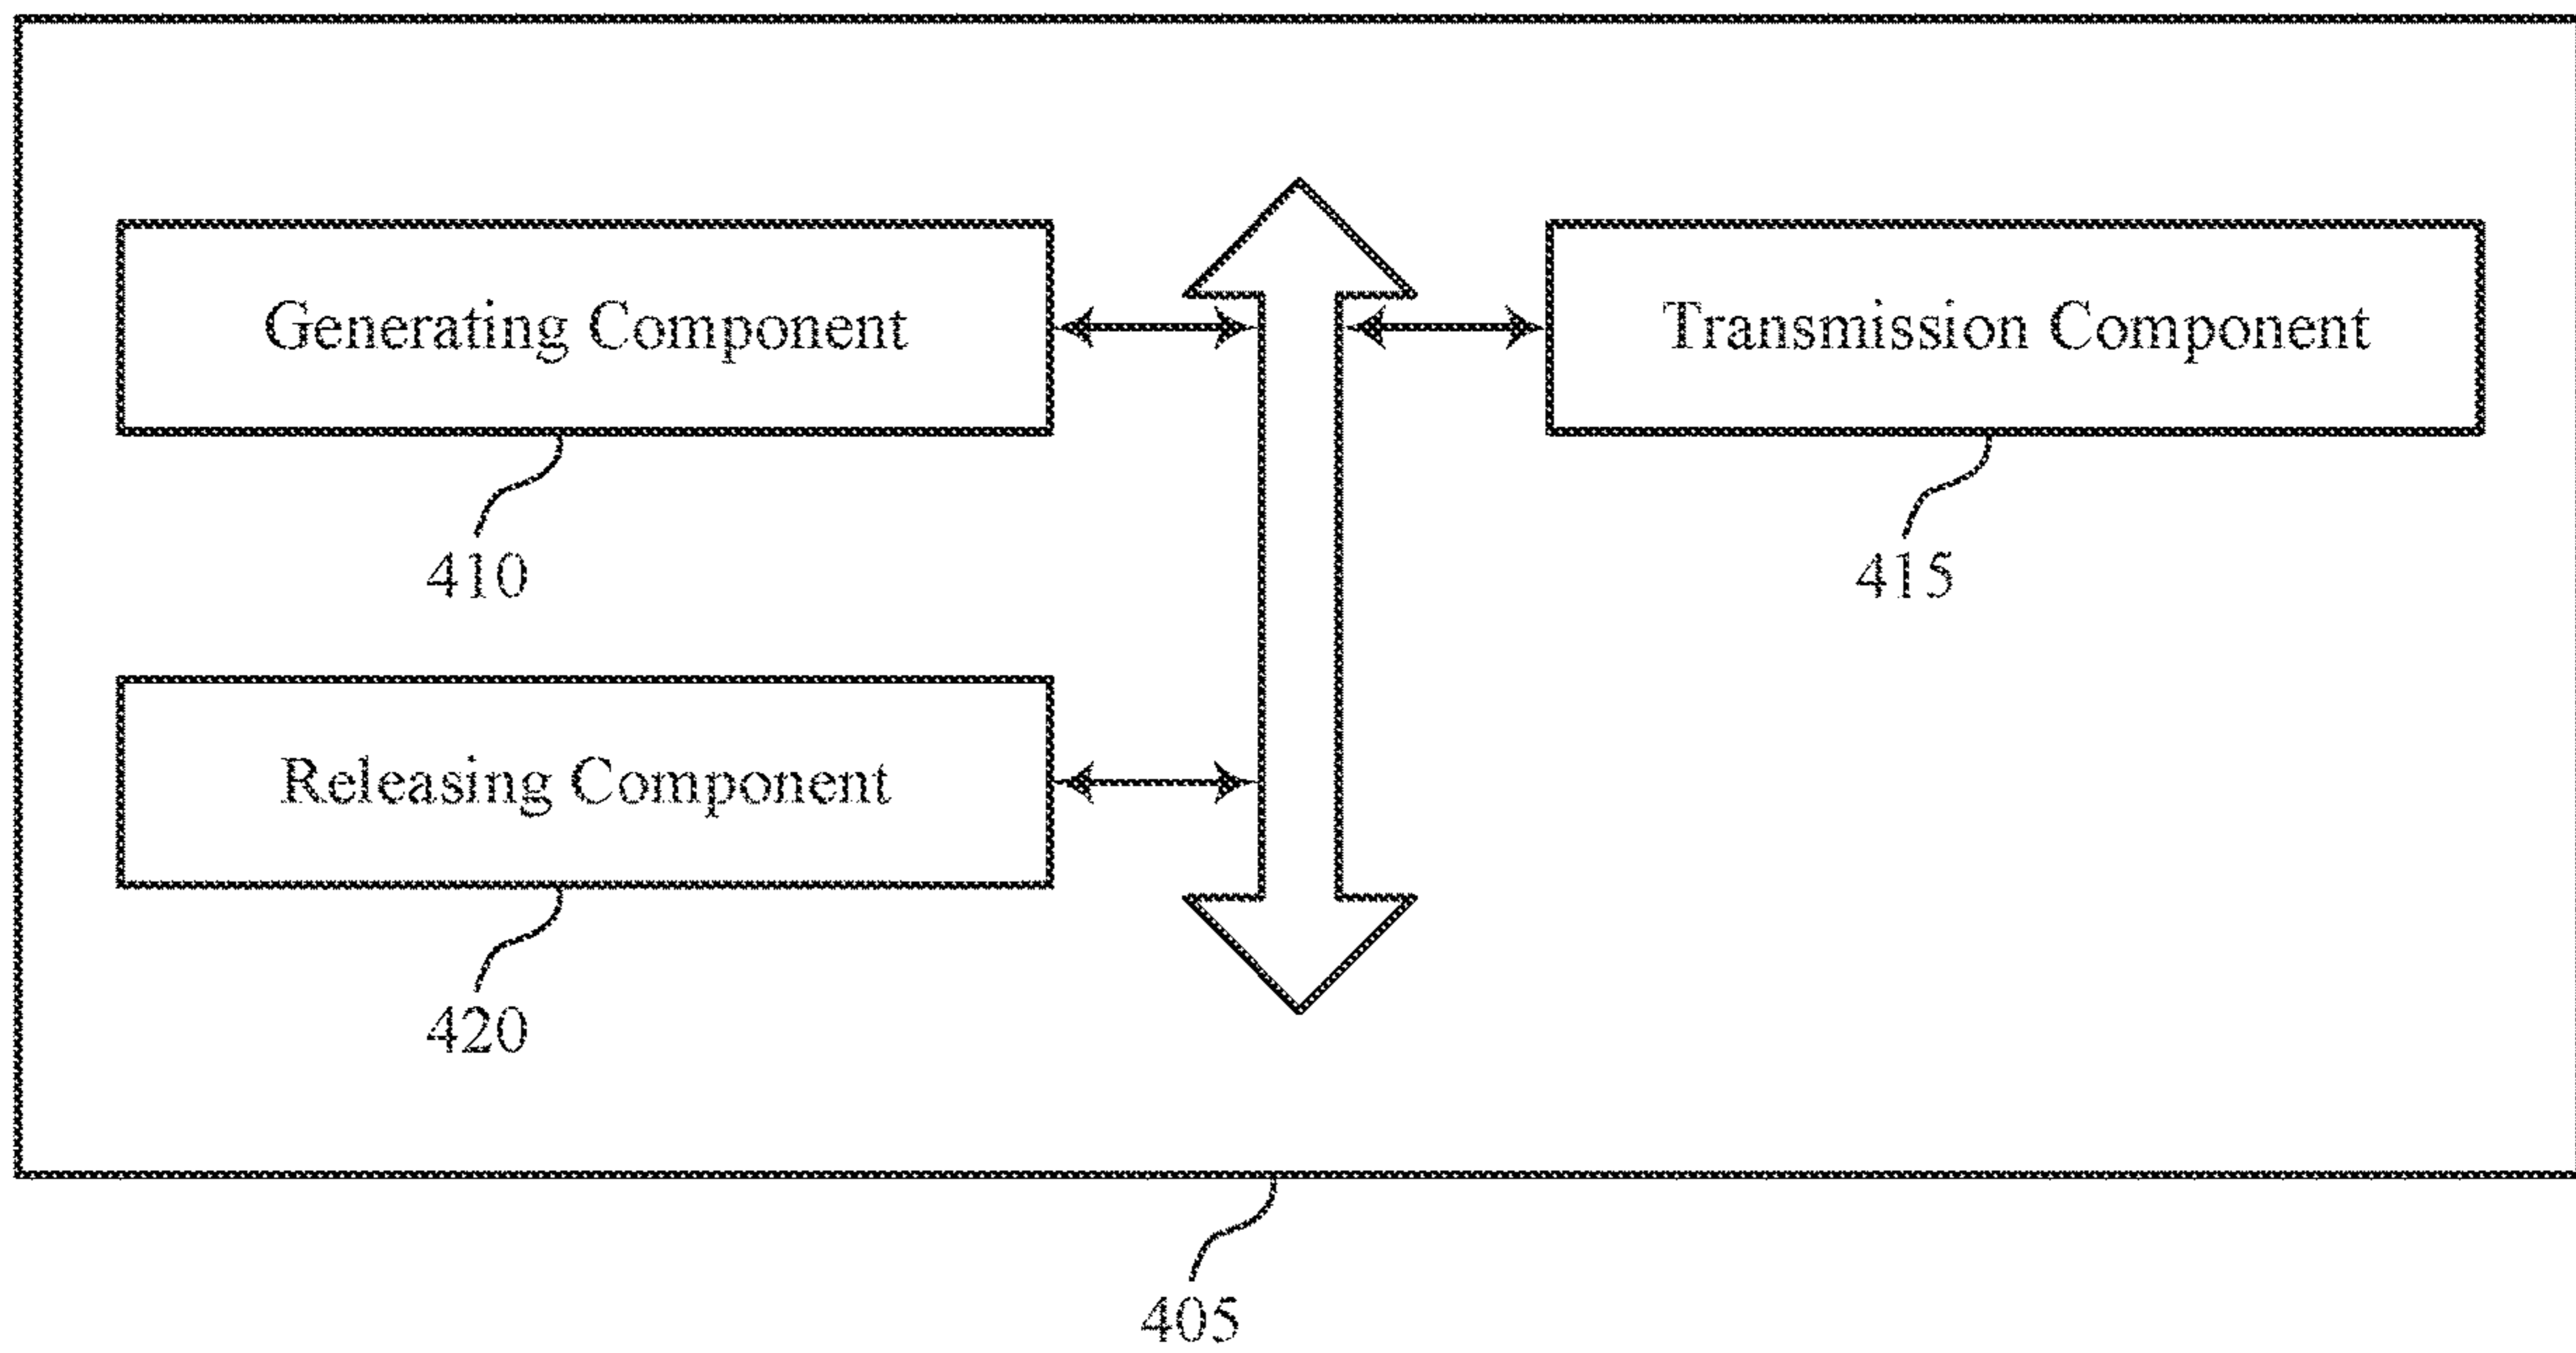 Generating Component
Transmission Component
410
415
Releasing Component
420
405